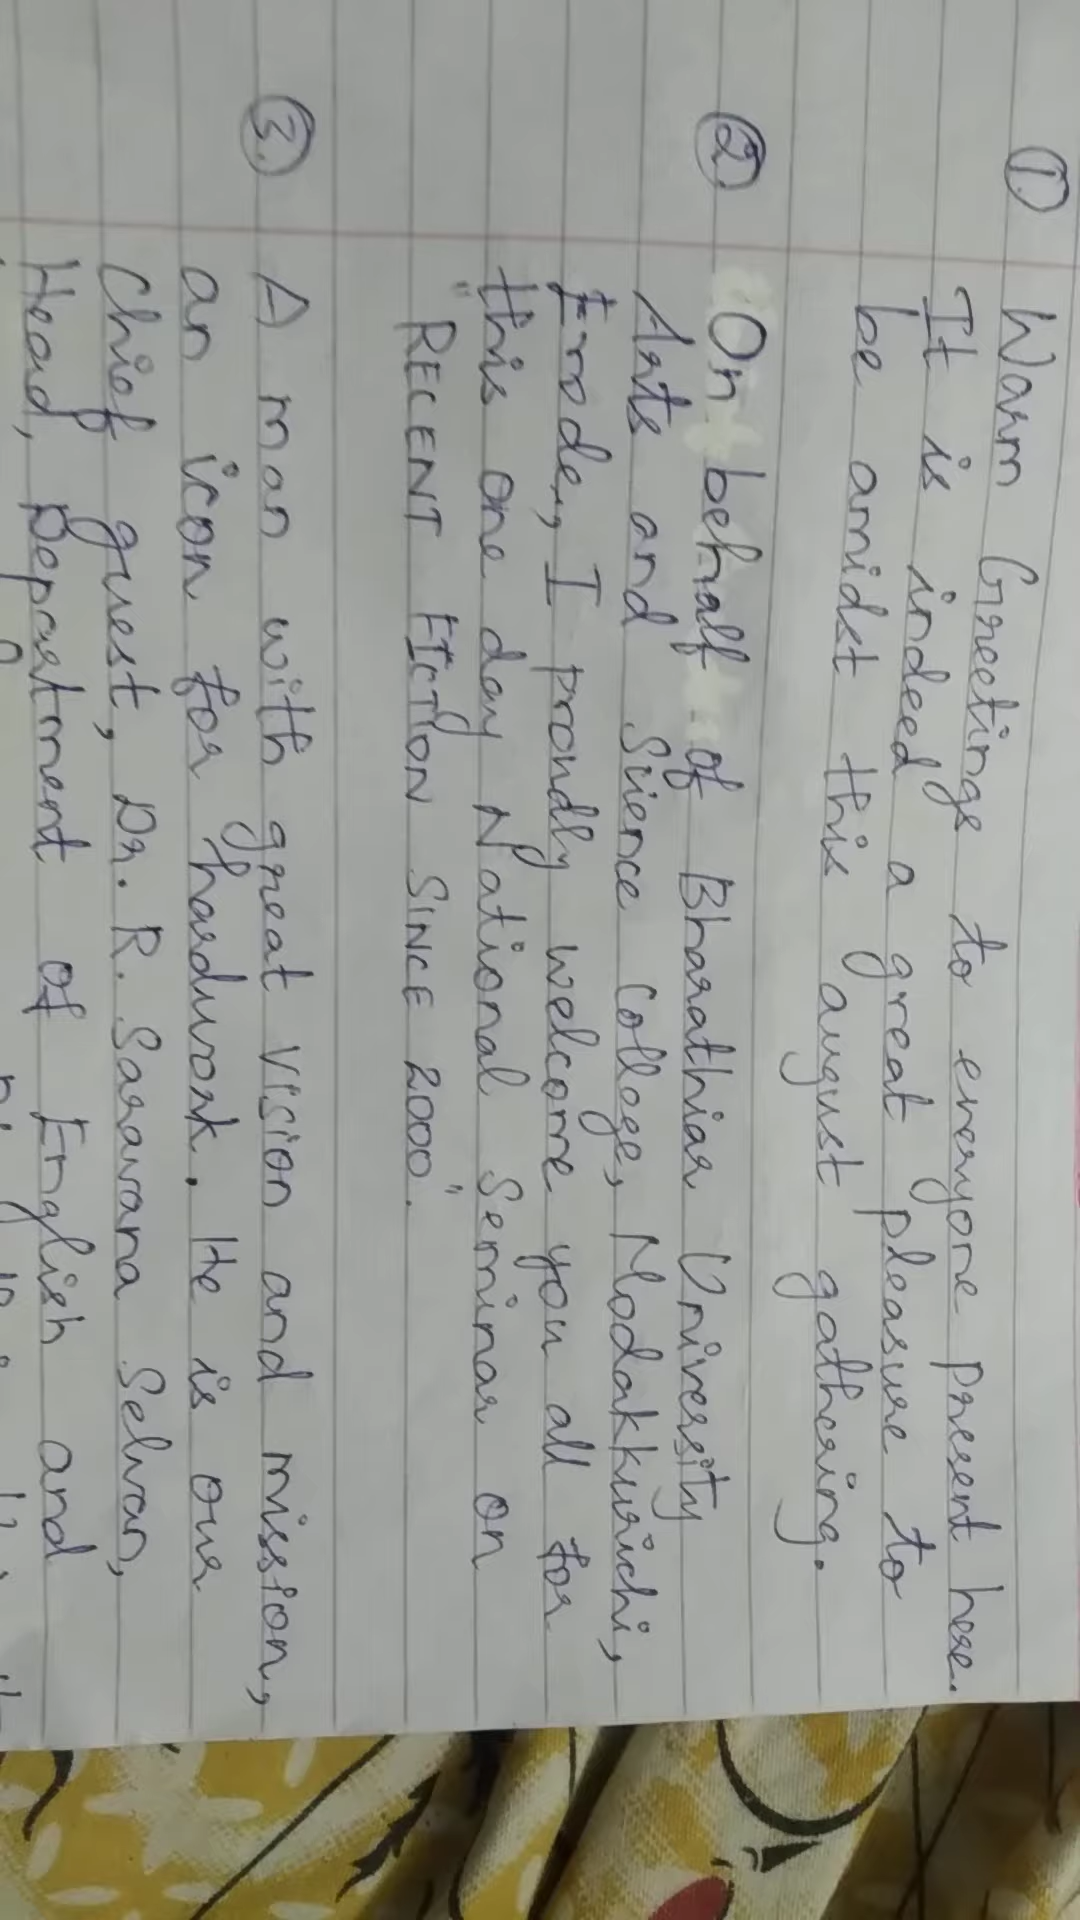 1. Warm Greetings to everyone present here.
It is indeed a great pleasure to
be amidst this august gathering.
2. On behalf of Bharathiar University
Arts and Science College, Modakkurichi,
Erode, I proudly welcome you all for
this one day National Seminar on
"RECENT FICTION SINCE 2000".
3. A man with great vision and mission,
an icon for hardwork. He is our
Chief guest, Dr. R. Saravana Selvan,
Head, Department of English and